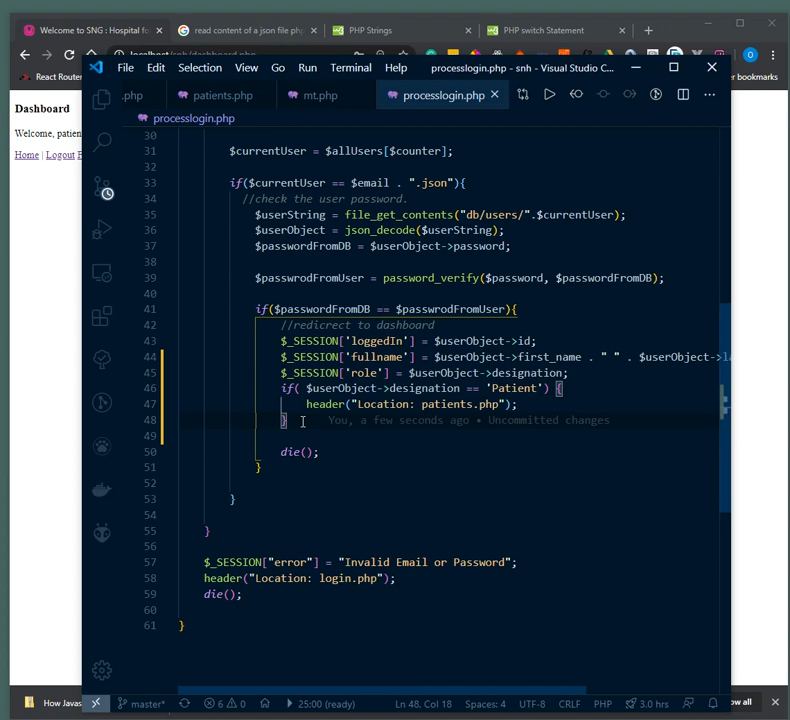 Welcome to SNG : Hospital fo
read content of a json file php
PHP Strings
PHP switch Statement
localhost/snh/dashboard.php
React Router
er bookmarks
Dashboard
Welcome, patien
Home | Logout
File Edit Selection View Go Run Terminal Help
processlogin.php - snh - Visual Studio C...
.php
patients.php
mt.php
processlogin.php
processlogin.php
30
31 $currentUser = $allUsers[$counter];
32
33 if($currentUser == $email . ".json"){
34 //check the user password.
35 $userString = file_get_contents("db/users/".$currentUser);
36 $userObject = json_decode($userString);
37 $passwordFromDB = $userObject->password;
38
39 $passwrodFromUser = password_verify($password, $passwordFromDB);
40
41 if($passwordFromDB == $passwrodFromUser){
42 //redicrect to dashboard
43 $_SESSION['loggedIn'] = $userObject->id;
44 $_SESSION['fullname'] = $userObject->first_name . " " . $userObject->la
45 $_SESSION['role'] = $userObject->designation;
46 if( $userObject->designation == 'Patient') {
47 header("Location: patients.php");
48 } You, a few seconds ago • Uncommitted changes
49
50 die();
51 }
52
53 }
54
55 }
56
57 $_SESSION["error"] = "Invalid Email or Password";
58 header("Location: login.php");
59 die();
60
61 }
How Javas
master*
6 0
25:00 (ready)
Ln 48, Col 18
Spaces: 4
UTF-8
CRLF
PHP
3.0 hrs
ow all